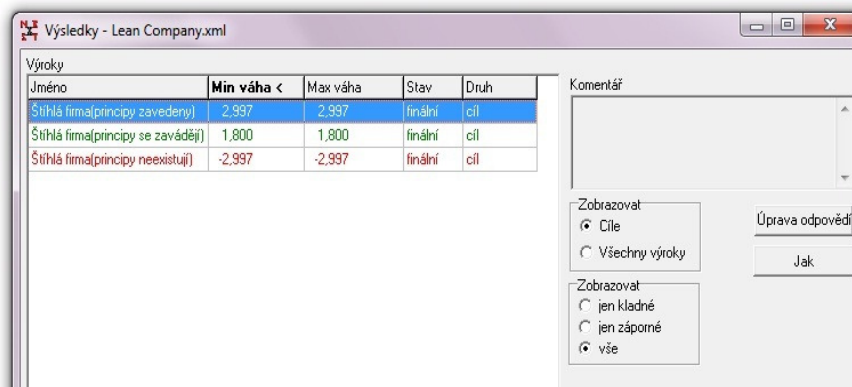 Výsledky - Lean Company.xml
Výroky
Jméno Min váha < Max váha Stav Druh
Štíhlá firma(principy zavedeny) 2,997 2,997 finální cíl
Štíhlá firma(principy se zavádějí) 1,800 1,800 finální cíl
Štíhlá firma(principy neexistují) -2,997 -2,997 finální cíl
Komentář
Zobrazovat
Cíle
Všechny výroky
Úprava odpovědí
Jak
Zobrazovat
jen kladné
jen záporné
vše